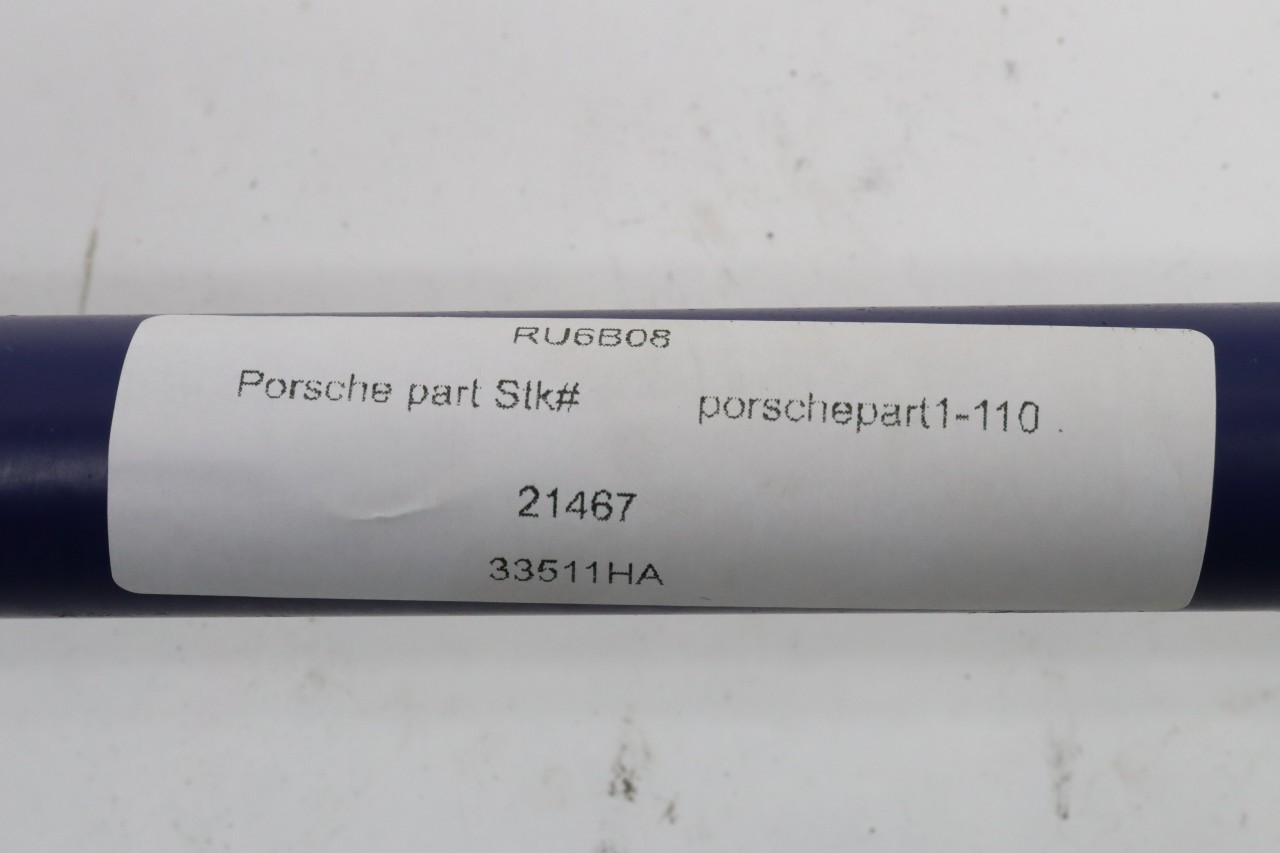 RU6B08
Porsche part Stk# porschepart1-110 .
21467
33511HA